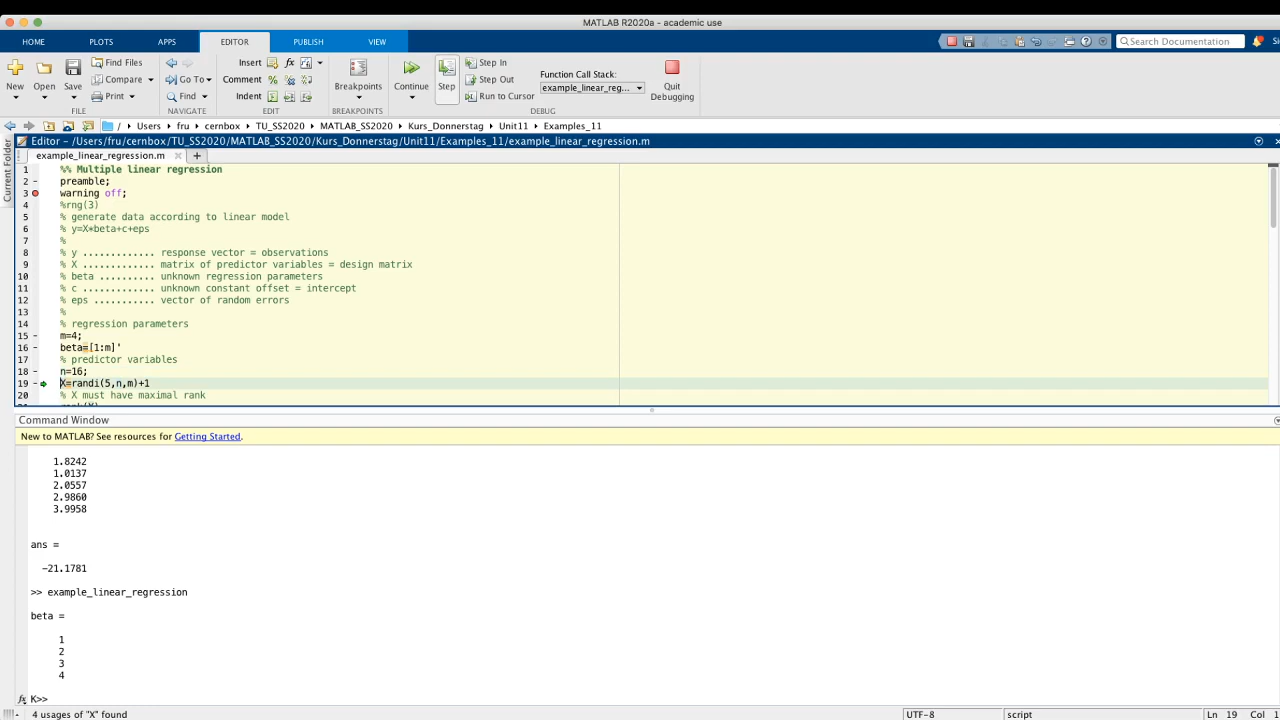 MATLAB R2020a - academic use
HOME PLOTS APPS EDITOR PUBLISH VIEW Search Documentation Si
New Open Save Find Files Compare Print FILE
Go To Find NAVIGATE
Insert fx Comment Indent EDIT
Breakpoints BREAKPOINTS
Continue Step Step In Step Out Run to Cursor Function Call Stack: example_linear_reg... Quit Debugging DEBUG
/ Users fru cernbox TU_SS2020 MATLAB_SS2020 Kurs_Donnerstag Unit11 Examples_11
Current Folder
Editor - /Users/fru/cernbox/TU_SS2020/MATLAB_SS2020/Kurs_Donnerstag/Unit11/Examples_11/example_linear_regression.m
example_linear_regression.m +
1 %% Multiple linear regression
2 - preamble;
3 warning off;
4 %rng(3)
5 % generate data according to linear model
6 % y=X*beta+c+eps
7 %
8 % y ............. response vector = observations
9 % X ............. matrix of predictor variables = design matrix
10 % beta .......... unknown regression parameters
11 % c ............. unknown constant offset = intercept
12 % eps ........... vector of random errors
13 %
14 % regression parameters
15 - m=4;
16 - beta=[1:m]'
17 % predictor variables
18 - n=16;
19 - X=randi(5,n,m)+1
20 % X must have maximal rank
Command Window
New to MATLAB? See resources for Getting Started.
1.8242
1.0137
2.0557
2.9860
3.9958
ans =
-21.1781
>> example_linear_regression
beta =
1
2
3
4
fx K>>
4 usages of "X" found UTF-8 script Ln 19 Col 1